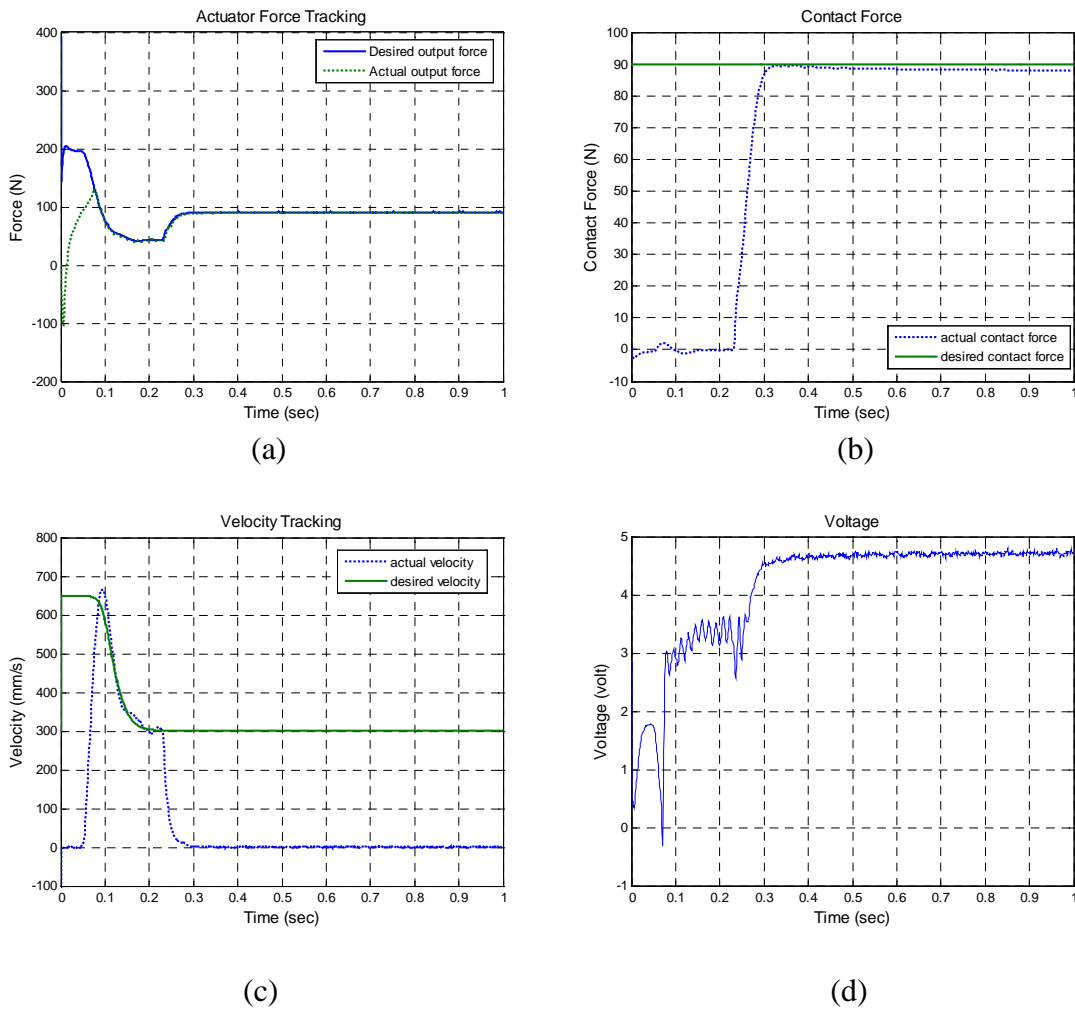 Actuator Force Tracking
400
300
200
100
0
-100
-200
Force (N)
Desired output force
Actual output force
0 0.1 0.2 0.3 0.4 0.5 0.6 0.7 0.8 0.9 1
Time (sec)
(a)
Contact Force
100
90
80
70
60
50
40
30
20
10
0
-10
Contact Force (N)
actual contact force
desired contact force
0 0.1 0.2 0.3 0.4 0.5 0.6 0.7 0.8 0.9 1
Time (sec)
(b)
Velocity Tracking
800
700
600
500
400
300
200
100
0
-100
Velocity (mm/s)
actual velocity
desired velocity
0 0.1 0.2 0.3 0.4 0.5 0.6 0.7 0.8 0.9 1
Time (sec)
(c)
Voltage
5
4
3
2
1
0
-1
Voltage (volt)
0 0.1 0.2 0.3 0.4 0.5 0.6 0.7 0.8 0.9 1
Time (sec)
(d)